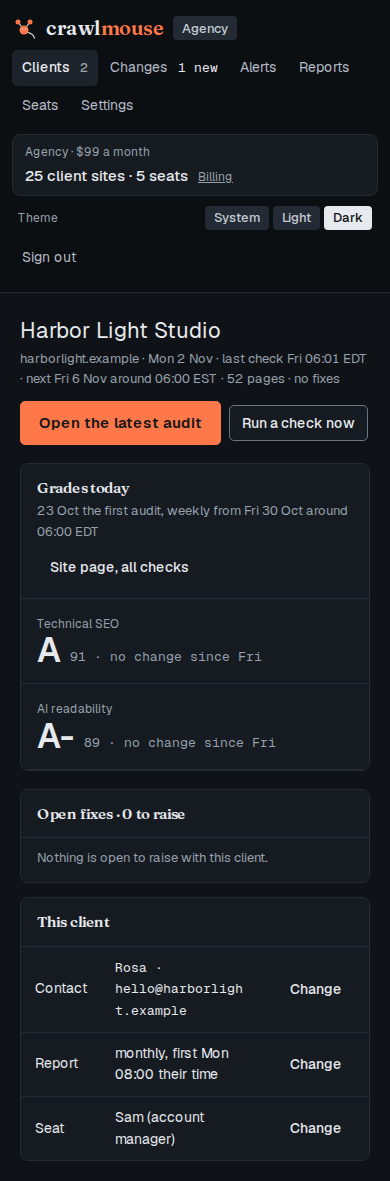 crawlmouse Agency
Clients 2 Changes 1 new Alerts Reports
Seats Settings
Agency · $99 a month
25 client sites · 5 seats Billing
Theme System Light Dark
Sign out
Harbor Light Studio
harborlight.example · Mon 2 Nov · last check Fri 06:01 EDT
· next Fri 6 Nov around 06:00 EST · 52 pages · no fixes
Open the latest audit Run a check now
Grades today
23 Oct the first audit, weekly from Fri 30 Oct around
06:00 EDT
Site page, all checks
Technical SEO
A 91 · no change since Fri
AI readability
A- 89 · no change since Fri
Open fixes · 0 to raise
Nothing is open to raise with this client.
This client
Contact Rosa ·
hello@harborligh
t.example Change
Report monthly, first Mon
08:00 their time Change
Seat Sam (account
manager) Change